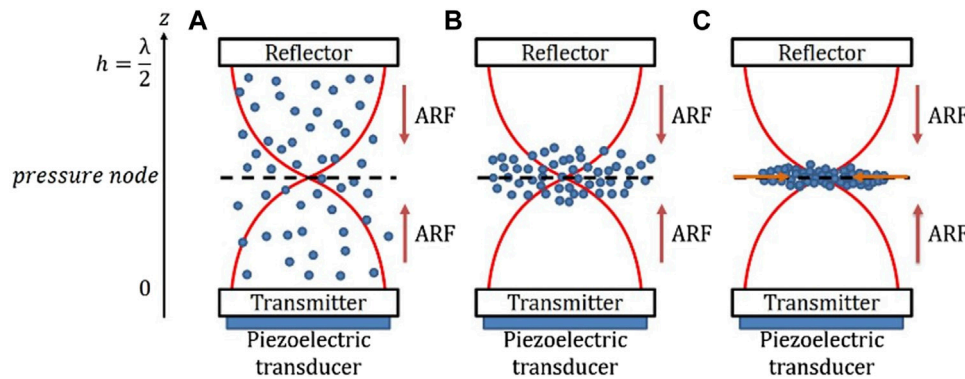 z
A
B
C
h = λ/2
Reflector
Reflector
Reflector
ARF
ARF
ARF
pressure node
ARF
ARF
ARF
0
Transmitter
Transmitter
Transmitter
Piezoelectric
transducer
Piezoelectric
transducer
Piezoelectric
transducer